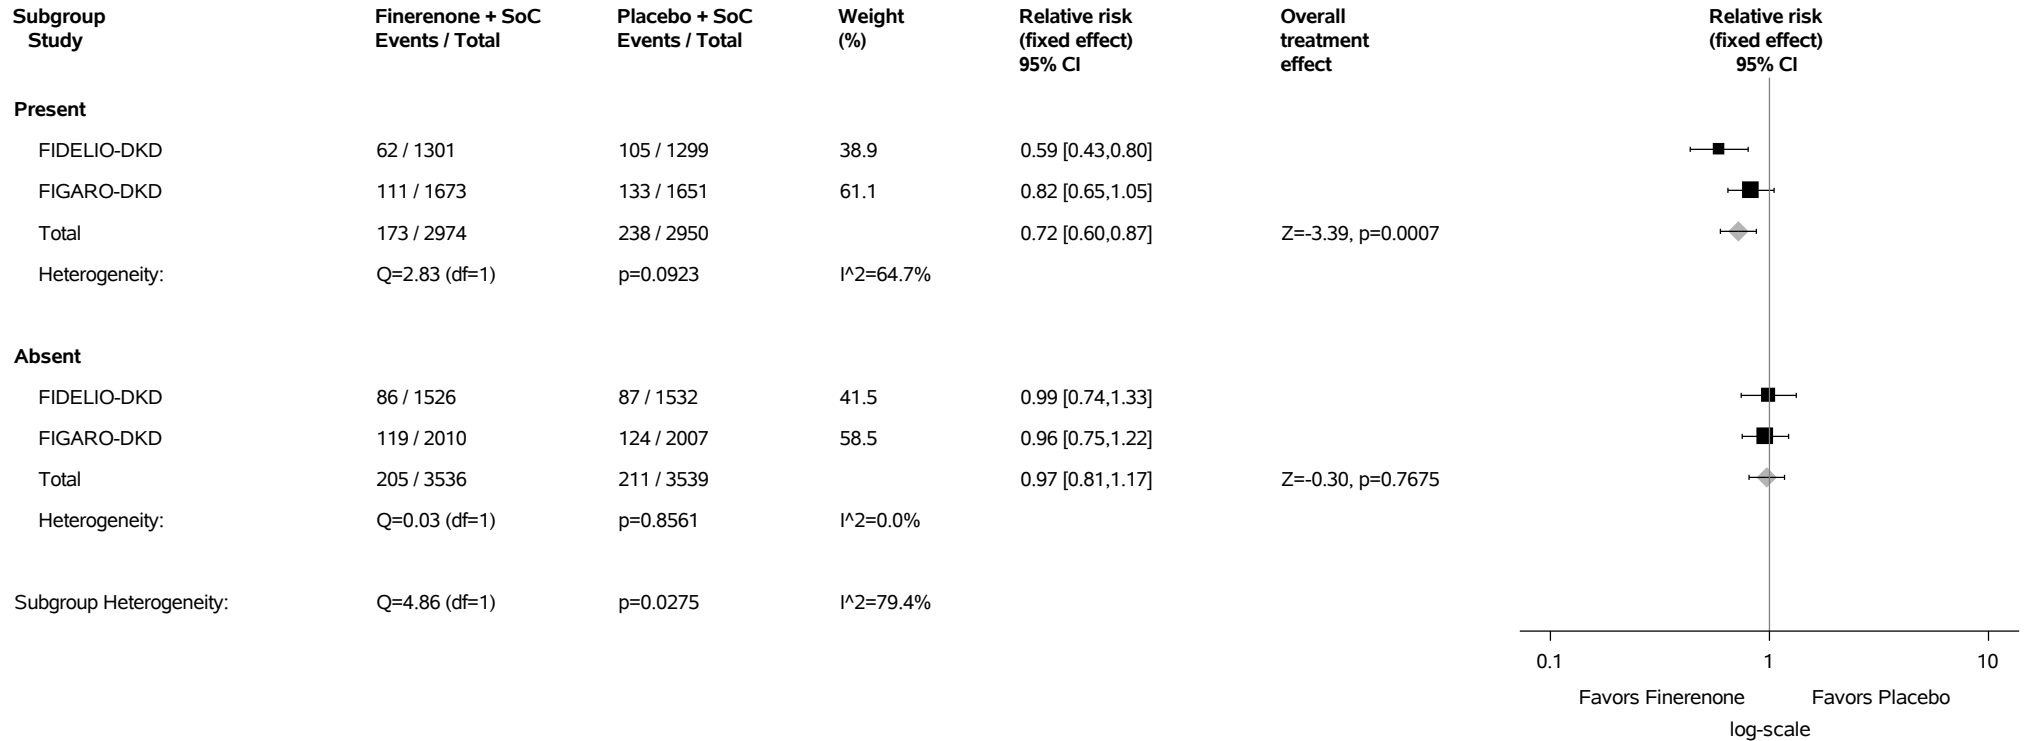 Subgroup Finerenone + SoC Placebo + SoC Weight Relative risk Overall Relative risk
Study Events / Total Events / Total (%) (fixed effect) treatment (fixed effect)
95% CI effect 95% CI
Present
FIDELIO-DKD 62 / 1301 105 / 1299 38.9 0.59 [0.43,0.80]
FIGARO-DKD 111 / 1673 133 / 1651 61.1 0.82 [0.65,1.05]
Total 173 / 2974 238 / 2950 0.72 [0.60,0.87] Z=-3.39, p=0.0007
Heterogeneity: Q=2.83 (df=1) p=0.0923 I^2=64.7%
Absent
FIDELIO-DKD 86 / 1526 87 / 1532 41.5 0.99 [0.74,1.33]
FIGARO-DKD 119 / 2010 124 / 2007 58.5 0.96 [0.75,1.22]
Total 205 / 3536 211 / 3539 0.97 [0.81,1.17] Z=-0.30, p=0.7675
Heterogeneity: Q=0.03 (df=1) p=0.8561 I^2=0.0%
Subgroup Heterogeneity: Q=4.86 (df=1) p=0.0275 I^2=79.4%
0.1 1 10
Favors Finerenone Favors Placebo
log-scale